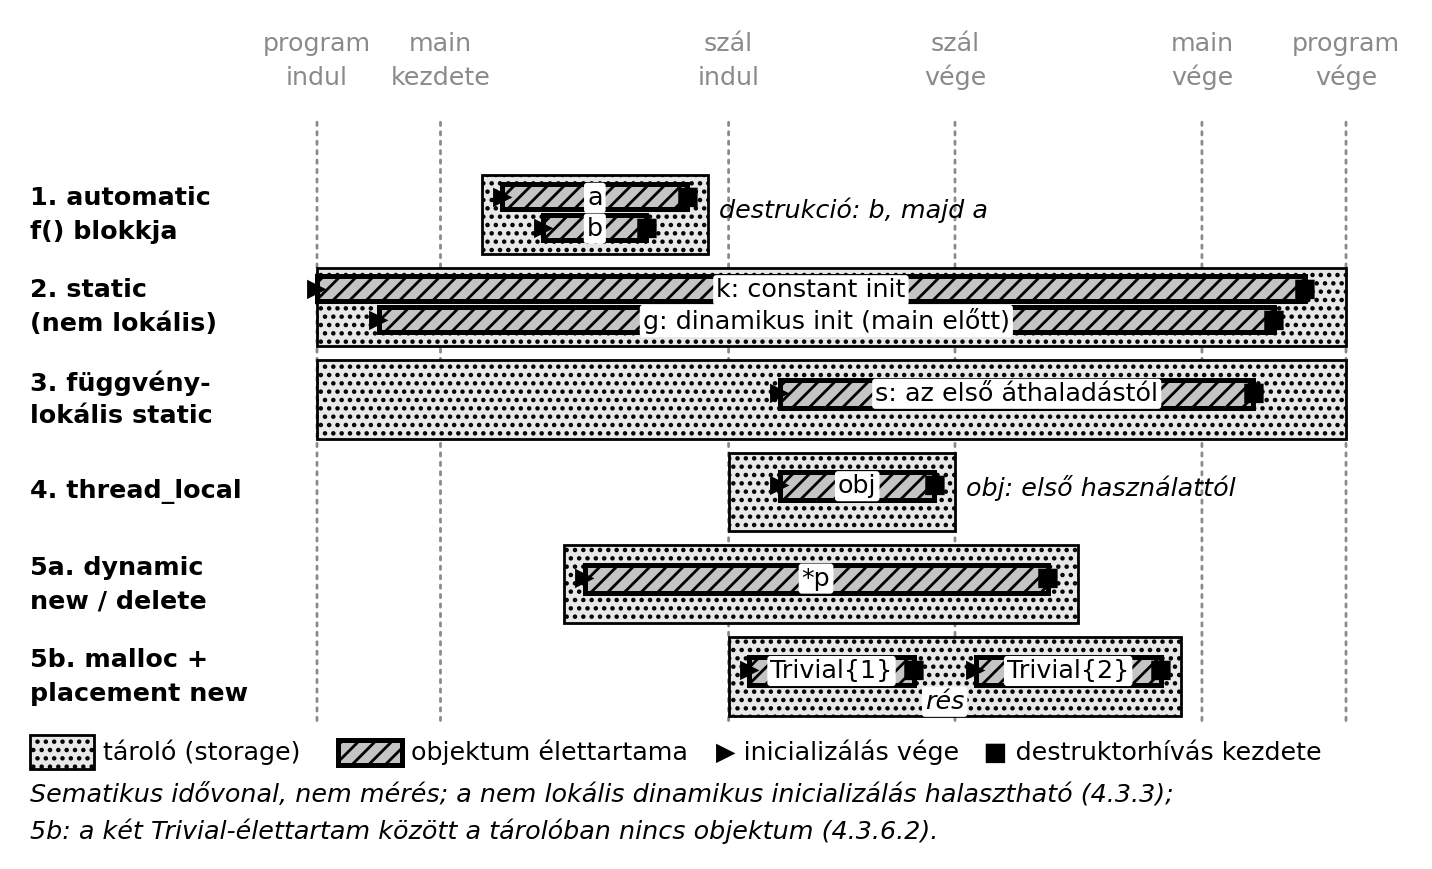 program indul
main kezdete
szál indul
szál vége
main vége
program vége
1. automatic
f() blokkja
a
b
destrukció: b, majd a
2. static
(nem lokális)
k: constant init
g: dinamikus init (main előtt)
3. függvény-
lokális static
s: az első áthaladástól
4. thread_local
obj
obj: első használattól
5a. dynamic
new / delete
*p
5b. malloc +
placement new
Trivial{1}
Trivial{2}
rés
tároló (storage)
objektum élettartama
▶ inicializálás vége
■ destruktorhívás kezdete
Sematikus idővonal, nem mérés; a nem lokális dinamikus inicializálás halasztható (4.3.3);
5b: a két Trivial-élettartam között a tárolóban nincs objektum (4.3.6.2).